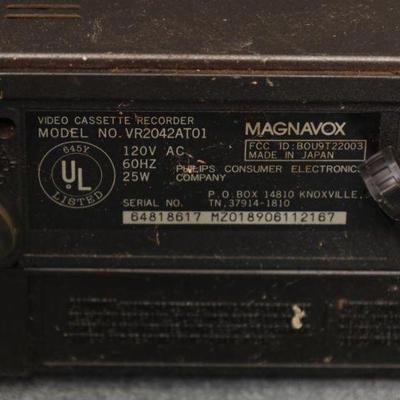 VIDEO CASSETTE RECORDER
MODEL NO. VR2042AT01
MAGNAVOX
645Y
UL
LISTED
120V AC
60HZ
25W
FCC ID: BOU9T22003
MADE IN JAPAN
PHILIPS CONSUMER ELECTRONICS
COMPANY
P.O. BOX 14810 KNOXVILLE,
TN, 37914-1810
SERIAL NO.
64818617 MZ018906112167